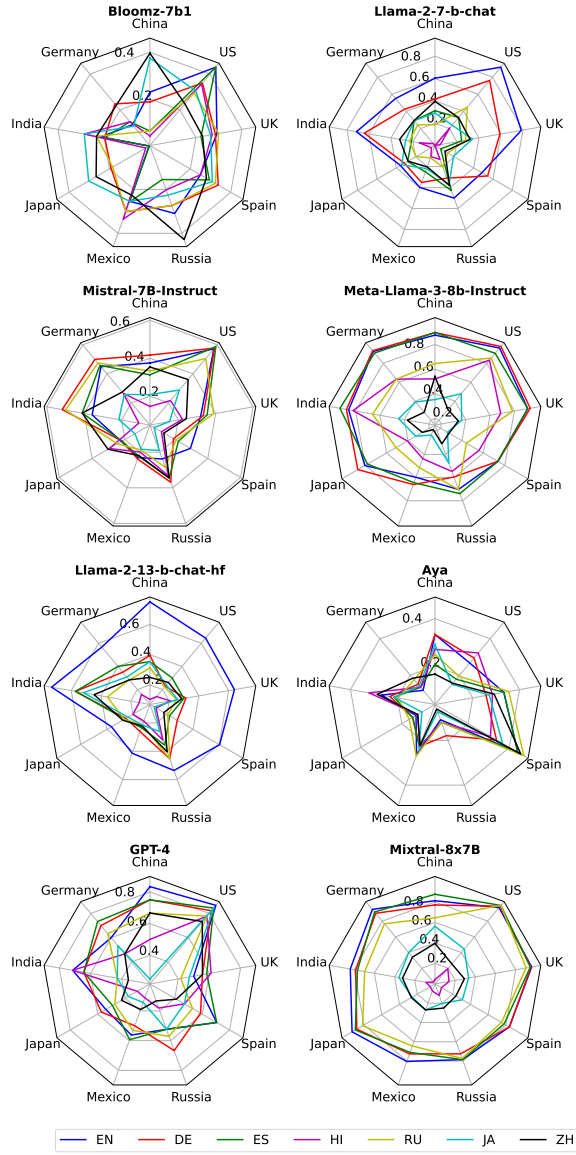 Bloomz-7b1
China
US
UK
Spain
Russia
Mexico
Japan
India
Germany
0.4
0.2
Llama-2-7-b-chat
China
US
UK
Spain
Russia
Mexico
Japan
India
Germany
0.8
0.6
0.4
0.2
Mistral-7B-Instruct
China
US
UK
Spain
Russia
Mexico
Japan
India
Germany
0.6
0.4
0.2
Meta-Llama-3-8b-Instruct
China
US
UK
Spain
Russia
Mexico
Japan
India
Germany
0.8
0.6
0.4
0.2
Llama-2-13-b-chat-hf
China
US
UK
Spain
Russia
Mexico
Japan
India
Germany
0.6
0.4
0.2
Aya
China
US
UK
Spain
Russia
Mexico
Japan
India
Germany
0.4
0.2
GPT-4
China
US
UK
Spain
Russia
Mexico
Japan
India
Germany
0.8
0.6
0.4
Mixtral-8x7B
China
US
UK
Spain
Russia
Mexico
Japan
India
Germany
0.8
0.6
0.4
0.2
EN DE ES HI RU JA ZH